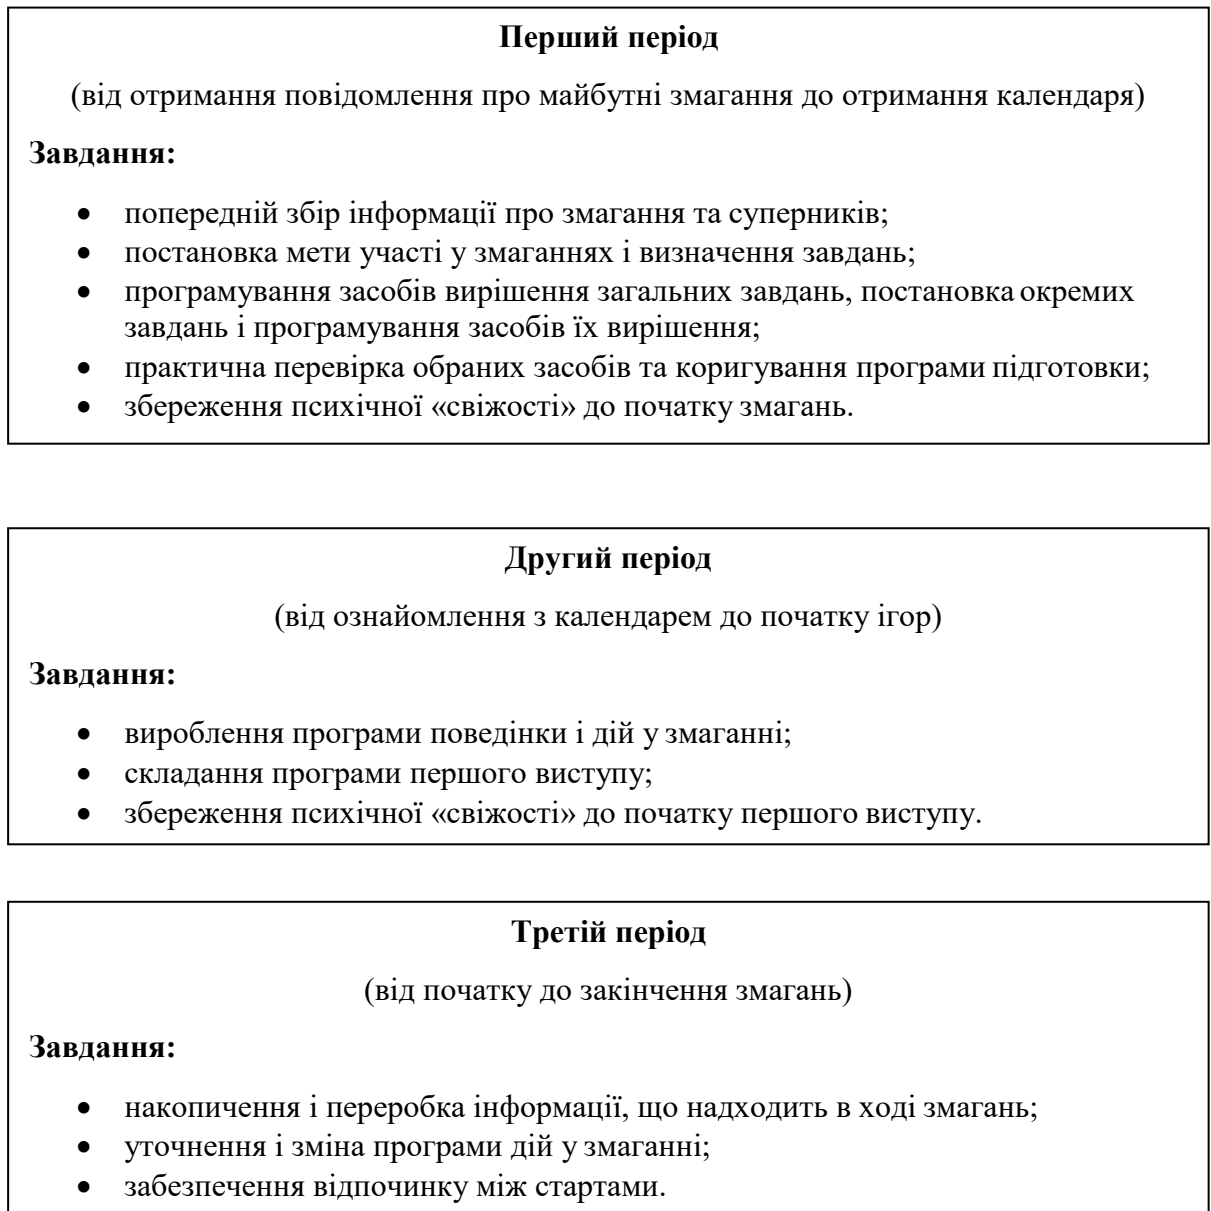 Перший період
(від отримання повідомлення про майбутні змагання до отримання календаря)
Завдання:
• попередній збір інформації про змагання та суперників;
• постановка мети участі у змаганнях і визначення завдань;
• програмування засобів вирішення загальних завдань, постановка окремих
завдань і програмування засобів їх вирішення;
• практична перевірка обраних засобів та коригування програми підготовки;
• збереження психічної «свіжості» до початку змагань.
Другий період
(від ознайомлення з календарем до початку ігор)
Завдання:
• вироблення програми поведінки і дій у змаганні;
• складання програми першого виступу;
• збереження психічної «свіжості» до початку першого виступу.
Третій період
(від початку до закінчення змагань)
Завдання:
• накопичення і переробка інформації, що надходить в ході змагань;
• уточнення і зміна програми дій у змаганні;
• забезпечення відпочинку між стартами.